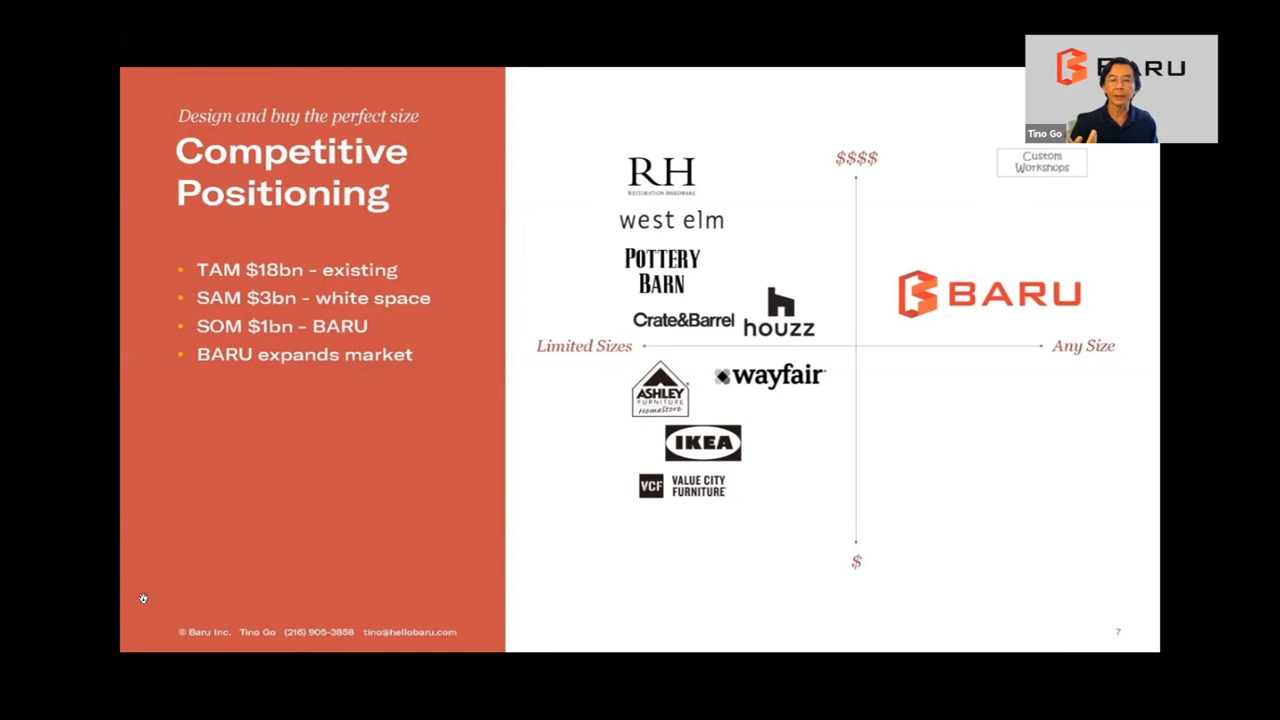 Design and buy the perfect size
Competitive
Positioning
• TAM $18bn - existing
• SAM $3bn - white space
• SOM $1bn - BARU
• BARU expands market
© Baru Inc. Tino Go (216) 905-3858 tino@hellobaru.com
BARU
Tino Go
$$$$
Custom
Workshops
RH
RESTORATION HARDWARE
west elm
POTTERY
BARN
Crate&Barrel
houzz
BARU
Limited Sizes
Any Size
ASHLEY
FURNITURE
HomeStore
wayfair
IKEA
VCF VALUE CITY
FURNITURE
$
7